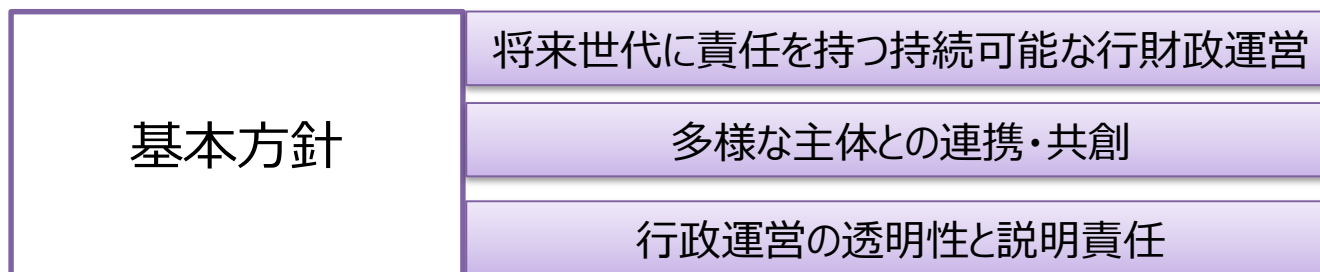 基本方針
将来世代に責任を持つ持続可能な行財政運営
多様な主体との連携・共創
行政運営の透明性と説明責任